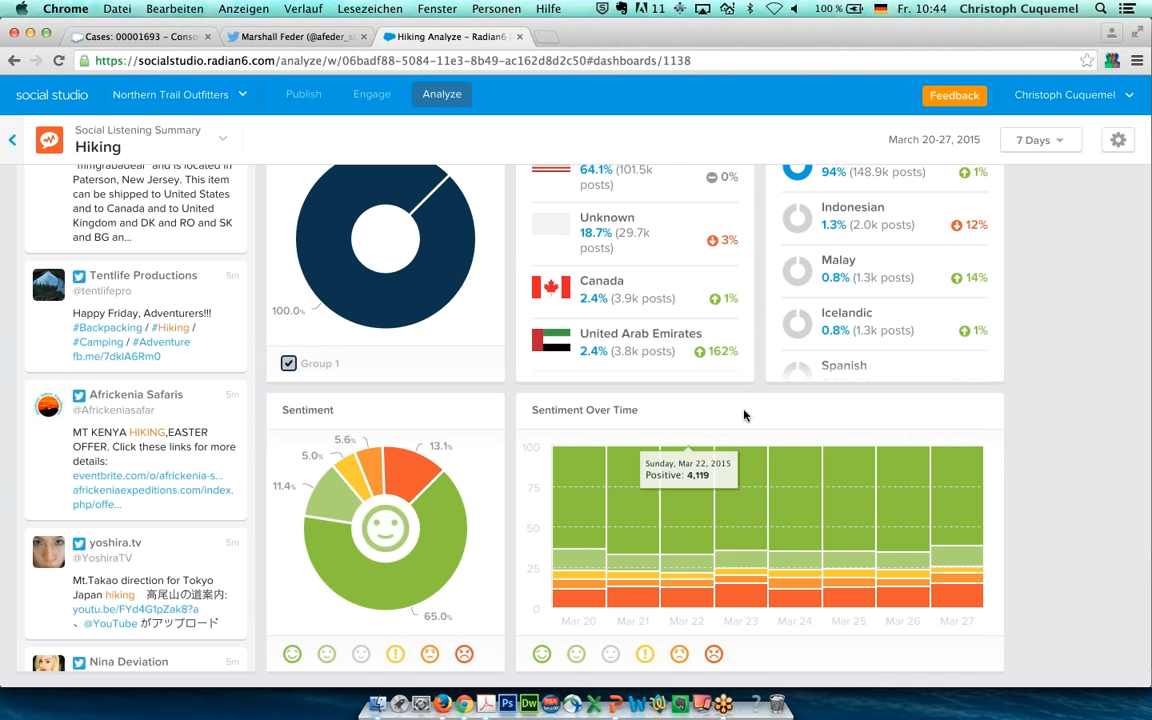 Chrome Datei Bearbeiten Anzeigen Verlauf Lesezeichen Fenster Personen Hilfe 11 100 % Fr. 10:44 Christoph Cuquemel
Cases: 00001693 – Conso
Marshall Feder (@afeder_s
Hiking Analyze – Radian6
https://socialstudio.radian6.com/analyze/w/06badf88-5084-11e3-8b49-ac162d8d2c50#dashboards/1138
social studio Northern Trail Outfitters Publish Engage Analyze Feedback Christoph Cuquemel
Social Listening Summary
Hiking
March 20-27, 2015 7 Days
"mmgrabadeal" and is located in
Paterson, New Jersey. This item
can be shipped to United States
and to Canada and to United
Kingdom and DK and RO and SK
and BG an...
Tentlife Productions 5m
@tentlifepro
Happy Friday, Adventurers!!!
#Backpacking / #Hiking /
#Camping / #Adventure
fb.me/7dklA6Rm0
Africkenia Safaris 5m
@Africkeniasafar
MT KENYA HIKING,EASTER
OFFER. Click these links for more
details:
eventbrite.com/o/africkenia-s...
africkeniaexpeditions.com/index.
php/offe...
yoshira.tv 5m
@YoshiraTV
Mt.Takao direction for Tokyo
Japan hiking 高尾山の道案内:
youtu.be/FYd4G1pZak8?a
、@YouTube がアップロード
Nina Deviation 5m
100.0%
Group 1
64.1% (101.5k
posts)
0%
Unknown
18.7% (29.7k
posts)
3%
Canada
2.4% (3.9k posts) 1%
United Arab Emirates
2.4% (3.8k posts) 162%
94% (148.9k posts) 1%
Indonesian
1.3% (2.0k posts) 12%
Malay
0.8% (1.3k posts) 14%
Icelandic
0.8% (1.3k posts) 1%
Spanish
Sentiment
5.6%
13.1%
5.0%
11.4%
65.0%
Sentiment Over Time
100
75
50
25
0
Sunday, Mar 22, 2015
Positive: 4,119
Mar 20 Mar 21 Mar 22 Mar 23 Mar 24 Mar 25 Mar 26 Mar 27
Ps Dw